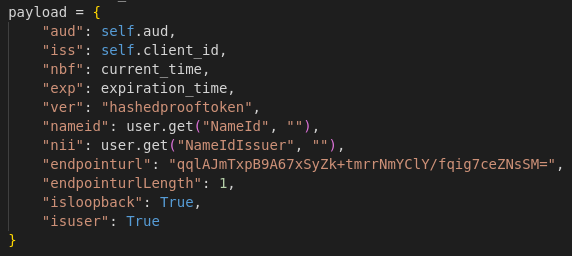 payload = {
    "aud": self.aud,
    "iss": self.client_id,
    "nbf": current_time,
    "exp": expiration_time,
    "ver": "hashedprooftoken",
    "nameid": user.get("NameId", ""),
    "nii": user.get("NameIdIssuer", ""),
    "endpointurl": "qqlAJmTxpB9A67xSyZk+tmrrNmYClY/fqig7ceZNsSM=",
    "endpointurlLength": 1,
    "isloopback": True,
    "isuser": True
}